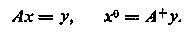 Ax = y,  x⁰ = A⁺y.